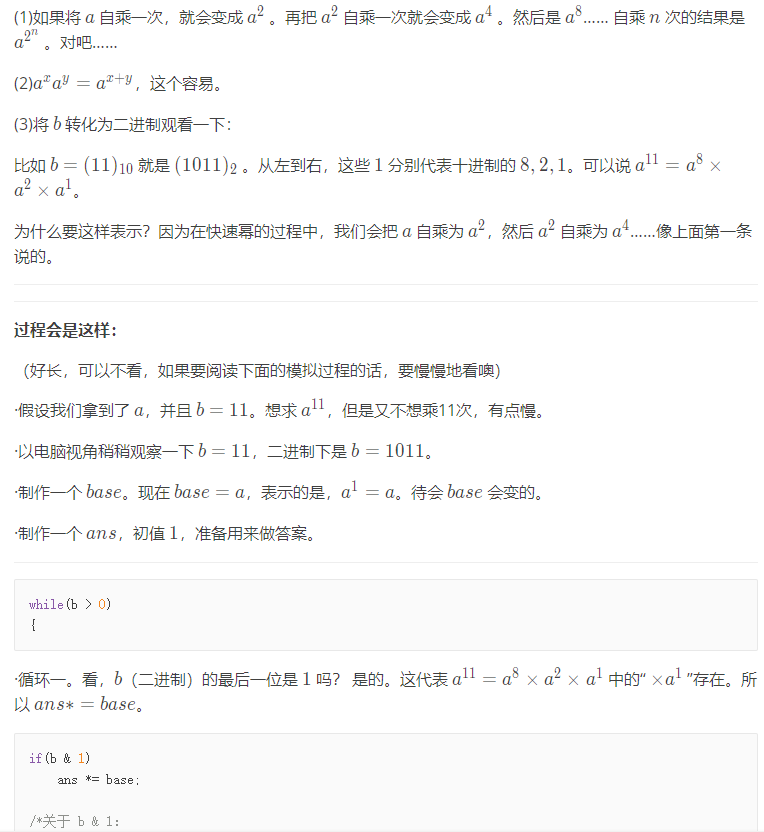 (1)如果将 a 自乘一次，就会变成 a^2 。再把 a^2 自乘一次就会变成 a^4 。然后是 a^8…… 自乘 n 次的结果是
a^{2^n} 。对吧……
(2)a^x a^y = a^{x+y}，这个容易。
(3)将 b 转化为二进制观看一下：
比如 b = (11)_{10} 就是 (1011)_2 。从左到右，这些 1 分别代表十进制的 8, 2, 1。可以说 a^{11} = a^8 ×
a^2 × a^1。
为什么要这样表示？因为在快速幂的过程中，我们会把 a 自乘为 a^2，然后 a^2 自乘为 a^4……像上面第一条
说的。
过程会是这样：
（好长，可以不看，如果要阅读下面的模拟过程的话，要慢慢地看噢）
·假设我们拿到了 a，并且 b = 11。想求 a^{11}，但是又不想乘11次，有点慢。
·以电脑视角稍稍观察一下 b = 11，二进制下是 b = 1011。
·制作一个 base。现在 base = a，表示的是，a^1 = a。待会 base 会变的。
·制作一个 ans，初值 1，准备用来做答案。
while(b > 0)
{
·循环一。看，b（二进制）的最后一位是 1 吗？ 是的。这代表 a^{11} = a^8 × a^2 × a^1 中的“ ×a^1 ”存在。所
以 ans* = base。
if(b & 1)
ans *= base;
/*关于 b & 1: